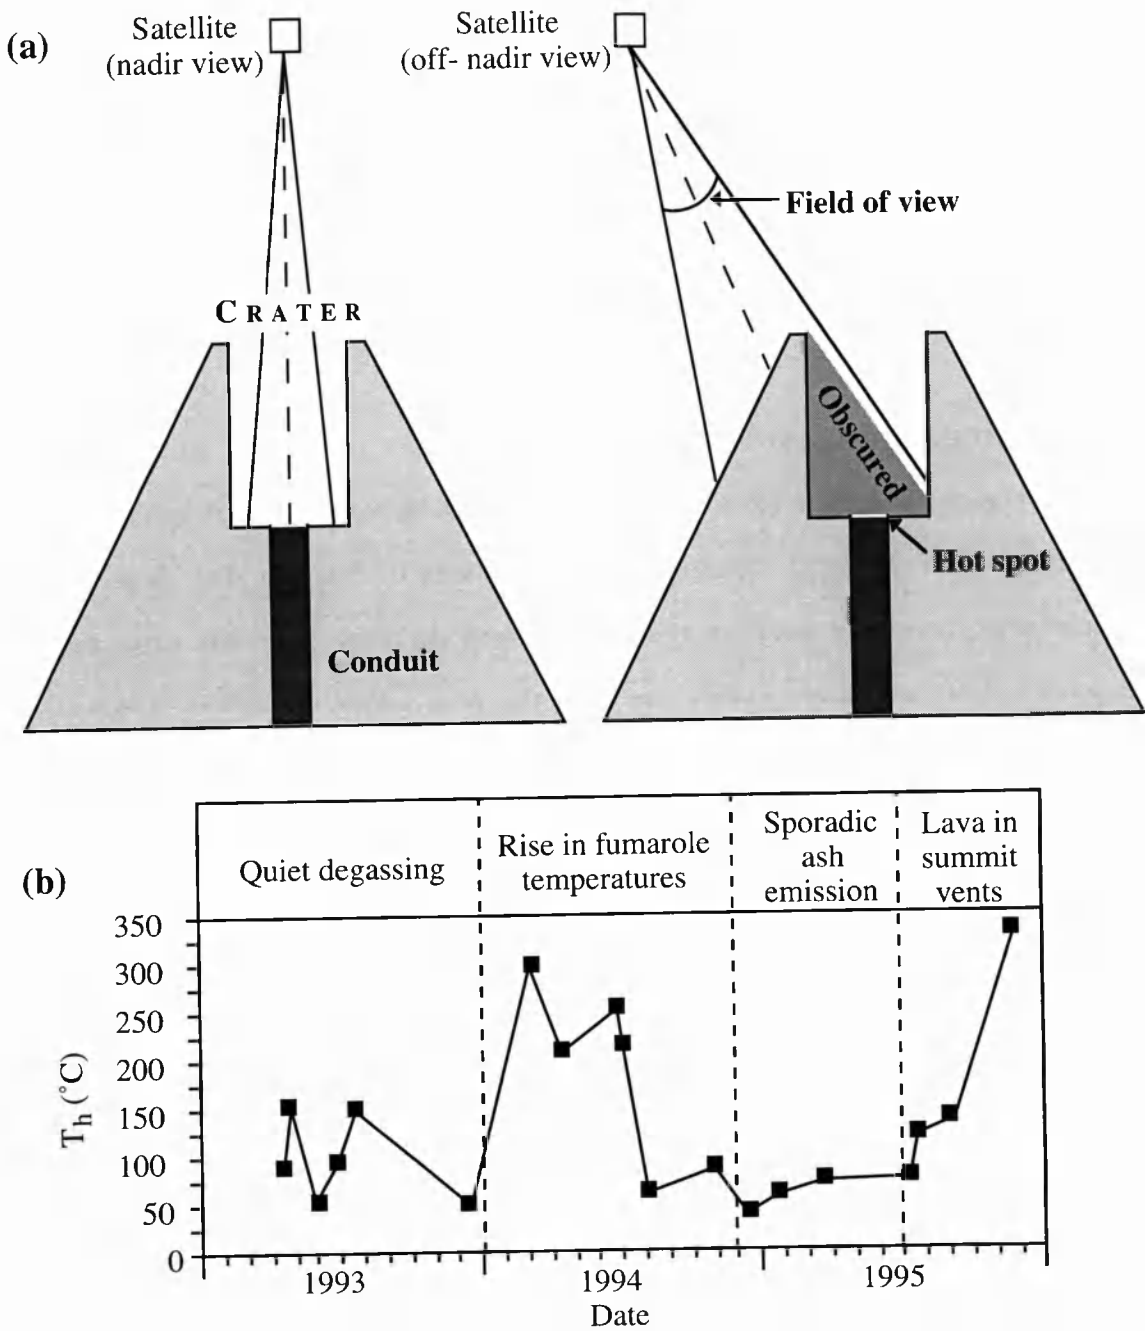 (a)
Satellite
(nadir view)
Satellite
(off- nadir view)
Field of view
CRATER
Obscured
Hot spot
Conduit
(b)
Quiet degassing
Rise in fumarole
temperatures
Sporadic
ash
emission
Lava in
summit
vents
350
300
250
200
150
100
50
0
Th (°C)
1993
1994
1995
Date